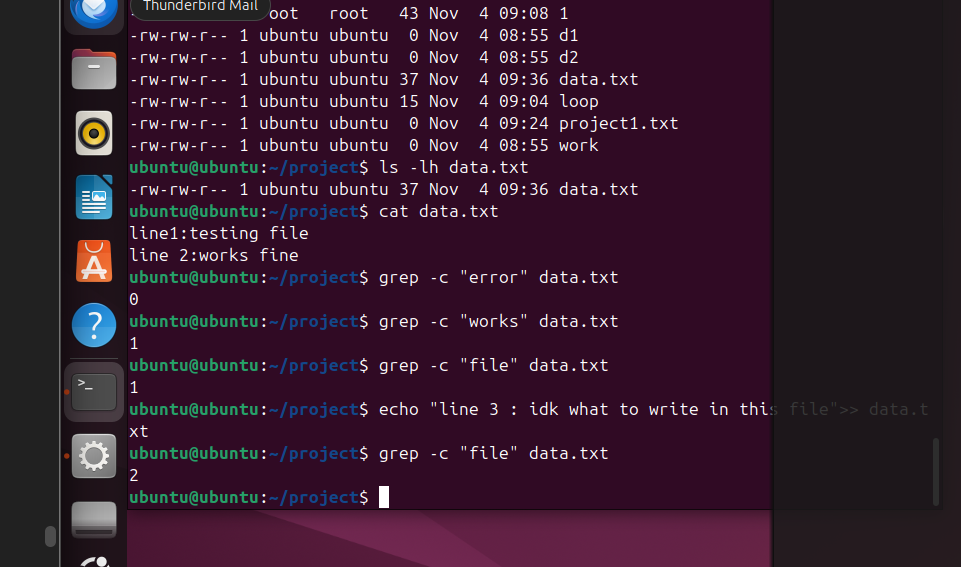 Thunderbird Mail
root   root   43 Nov  4 09:08 1
-rw-rw-r-- 1 ubuntu ubuntu  0 Nov  4 08:55 d1
-rw-rw-r-- 1 ubuntu ubuntu  0 Nov  4 08:55 d2
-rw-rw-r-- 1 ubuntu ubuntu 37 Nov  4 09:36 data.txt
-rw-rw-r-- 1 ubuntu ubuntu 15 Nov  4 09:04 loop
-rw-rw-r-- 1 ubuntu ubuntu  0 Nov  4 09:24 project1.txt
-rw-rw-r-- 1 ubuntu ubuntu  0 Nov  4 08:55 work
ubuntu@ubuntu:~/project$ ls -lh data.txt
-rw-rw-r-- 1 ubuntu ubuntu 37 Nov  4 09:36 data.txt
ubuntu@ubuntu:~/project$ cat data.txt
line1:testing file
line 2:works fine
ubuntu@ubuntu:~/project$ grep -c "error" data.txt
0
ubuntu@ubuntu:~/project$ grep -c "works" data.txt
1
ubuntu@ubuntu:~/project$ grep -c "file" data.txt
1
ubuntu@ubuntu:~/project$ echo "line 3 : idk what to write in this file">> data.t
xt
ubuntu@ubuntu:~/project$ grep -c "file" data.txt
2
ubuntu@ubuntu:~/project$